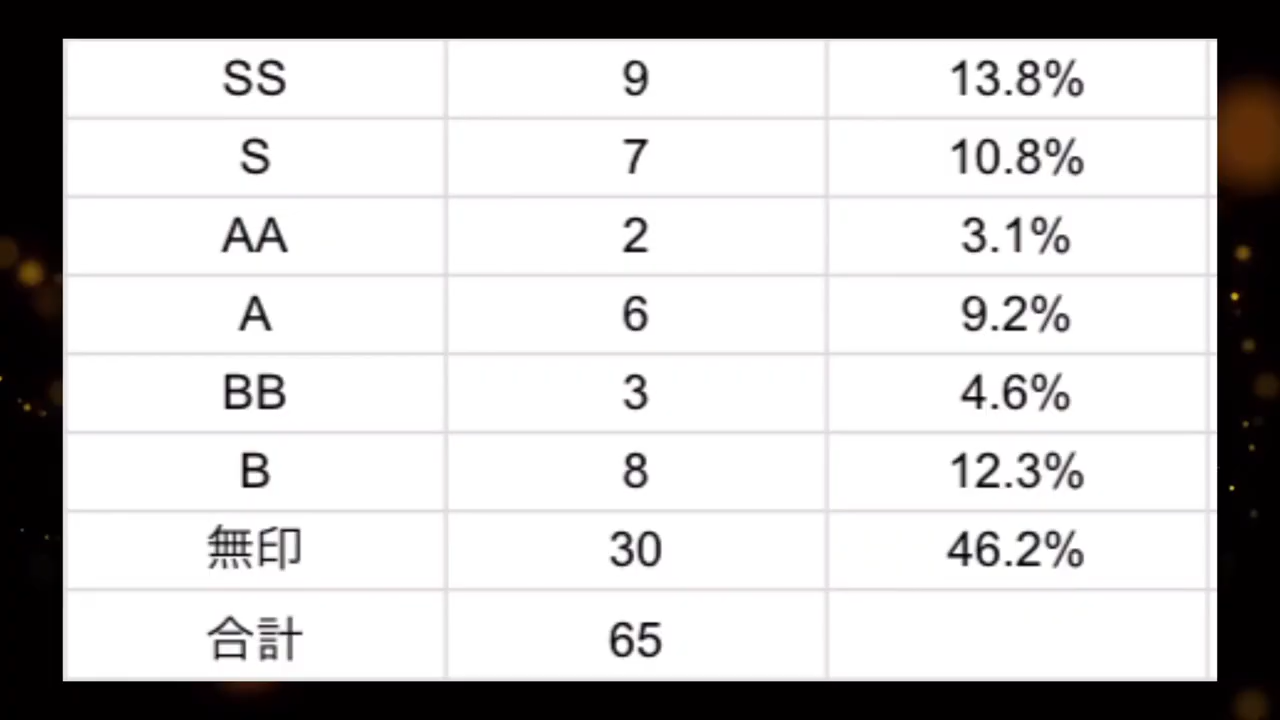 SS 9 13.8%
S 7 10.8%
AA 2 3.1%
A 6 9.2%
BB 3 4.6%
B 8 12.3%
無印 30 46.2%
合計 65